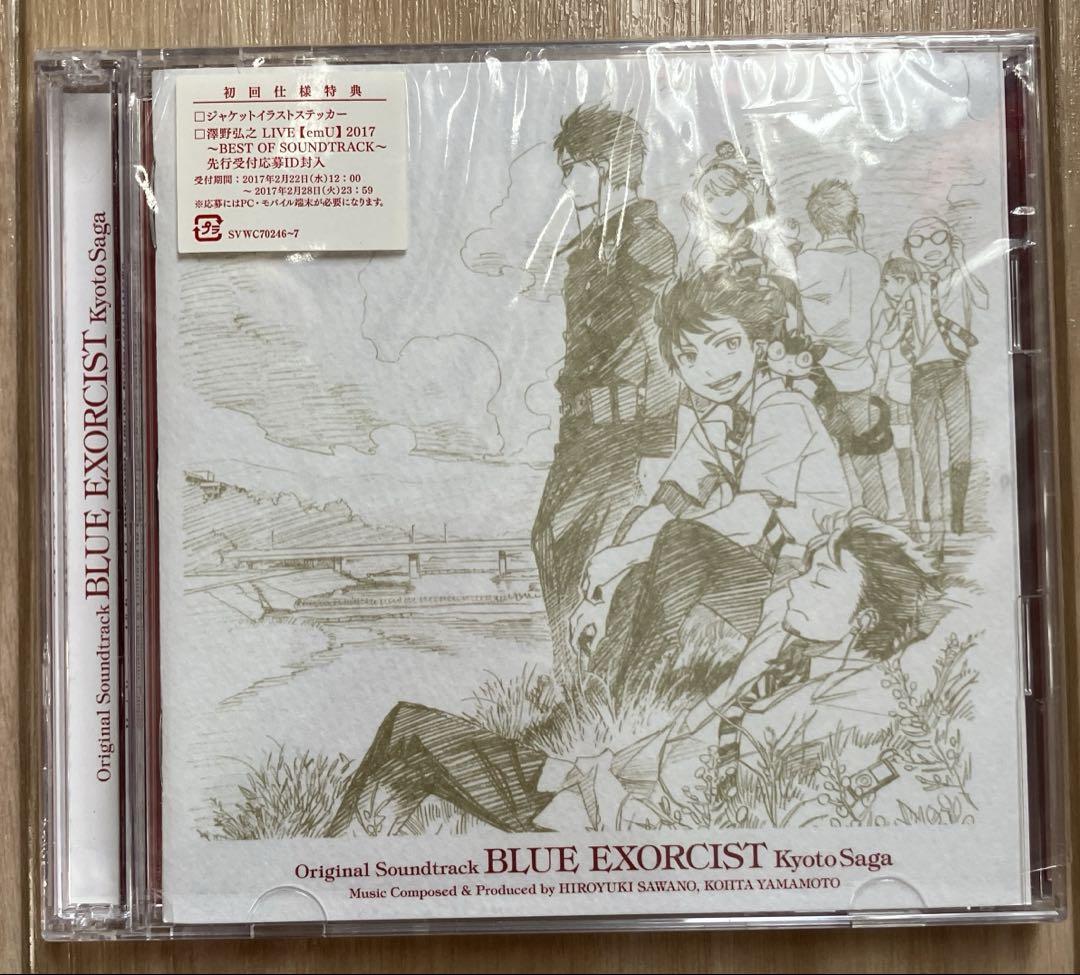 初回仕様特典
□ジャケットイラストステッカー
□澤野弘之 LIVE【emU】2017
～BEST OF SOUNDTRACK～
先行受付応募ID封入
受付期間：2017年2月22日(水)12：00
～2017年2月28日(火)23：59
※応募にはPC・モバイル端末が必要になります。
SVWC70246~7
Original Soundtrack BLUE EXORCIST Kyoto Saga
Original Soundtrack BLUE EXORCIST Kyoto Saga
Music Composed & Produced by HIROYUKI SAWANO, KOHTA YAMAMOTO